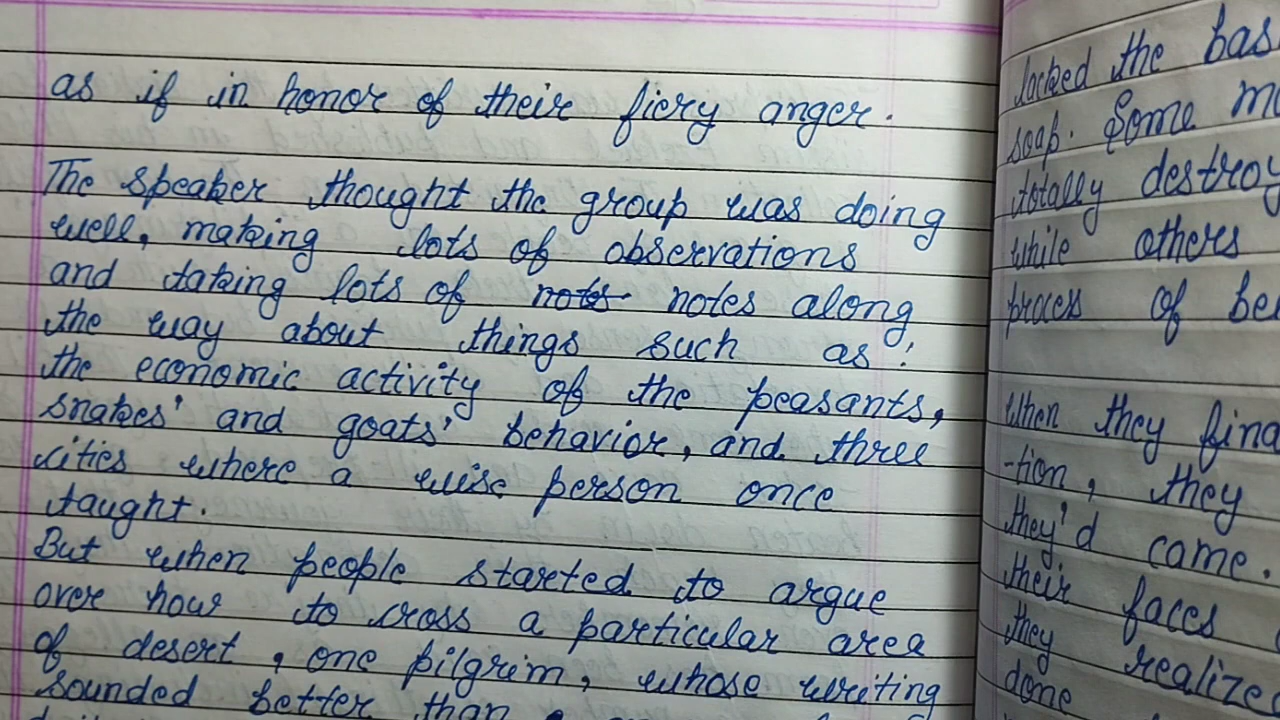 as if in honor of their fiery anger.
The speaker thought the group was doing
well, making lots of observations
and taking lots of notes notes along
the way about things such as:
the economic activity of the peasants,
snakes' and goats' behavior, and three
cities where a wise person once
taught.
But when people started to argue
over how to cross a particular area
of desert, one pilgrim, whose writing
sounded better than
lacked the bas
soap. Some
totally destroy
while others
process of
When they
-tion, they
they'd came.
their faces
they realize
done